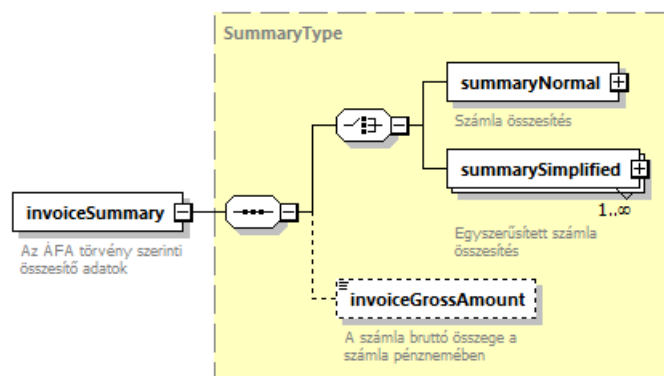 SummaryType
summaryNormal
Számla összesítés
summarySimplified
1..∞
Egyszerűsített számla
összesítés
invoiceSummary
Az ÁFA törvény szerinti
összesítő adatok
invoiceGrossAmount
A számla bruttó összege a
számla pénznemében